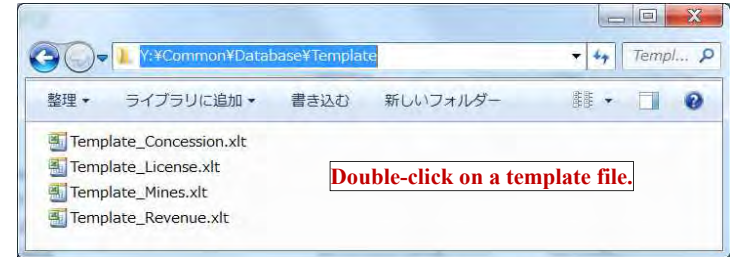 Y:¥Common¥Database¥Template
Templ...
整理 ライブラリに追加 書き込む 新しいフォルダー
Template_Concession.xlt
Template_License.xlt
Template_Mines.xlt
Template_Revenue.xlt
Double-click on a template file.